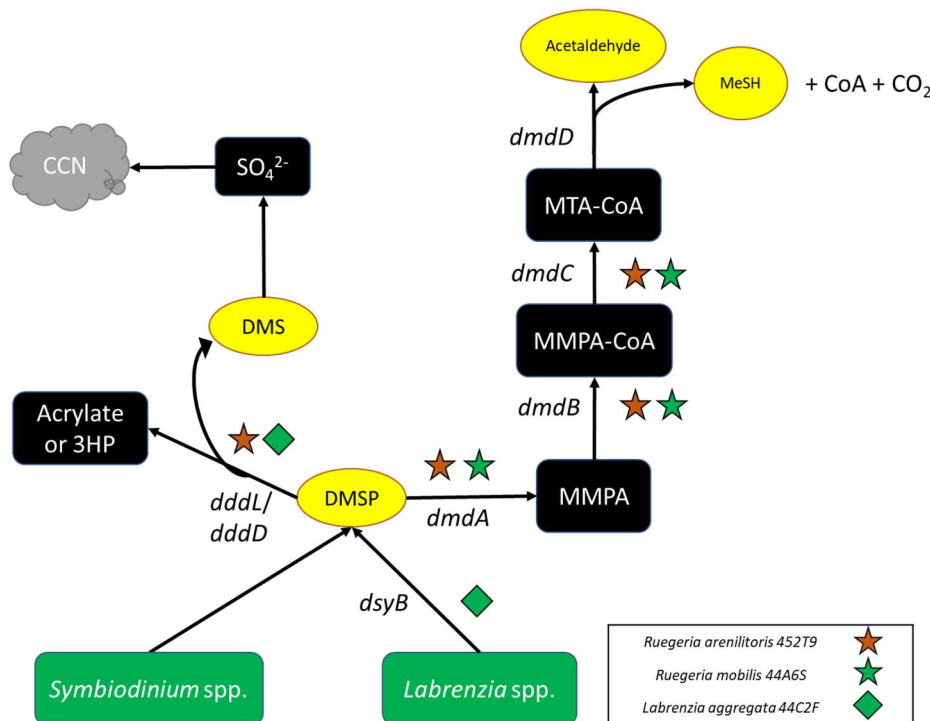 Acetaldehyde
MeSH
+ CoA + CO₂
dmdD
CCN
SO₄²⁻
MTA-CoA
dmdC
DMS
MMPA-CoA
dmdB
Acrylate
or 3HP
dddL/
dddD
DMSP
dmdA
MMPA
dsyB
Symbiodinium spp.
Labrenzia spp.
Ruegeria arenilitoris 452T9
Ruegeria mobilis 44A6S
Labrenzia aggregata 44C2F